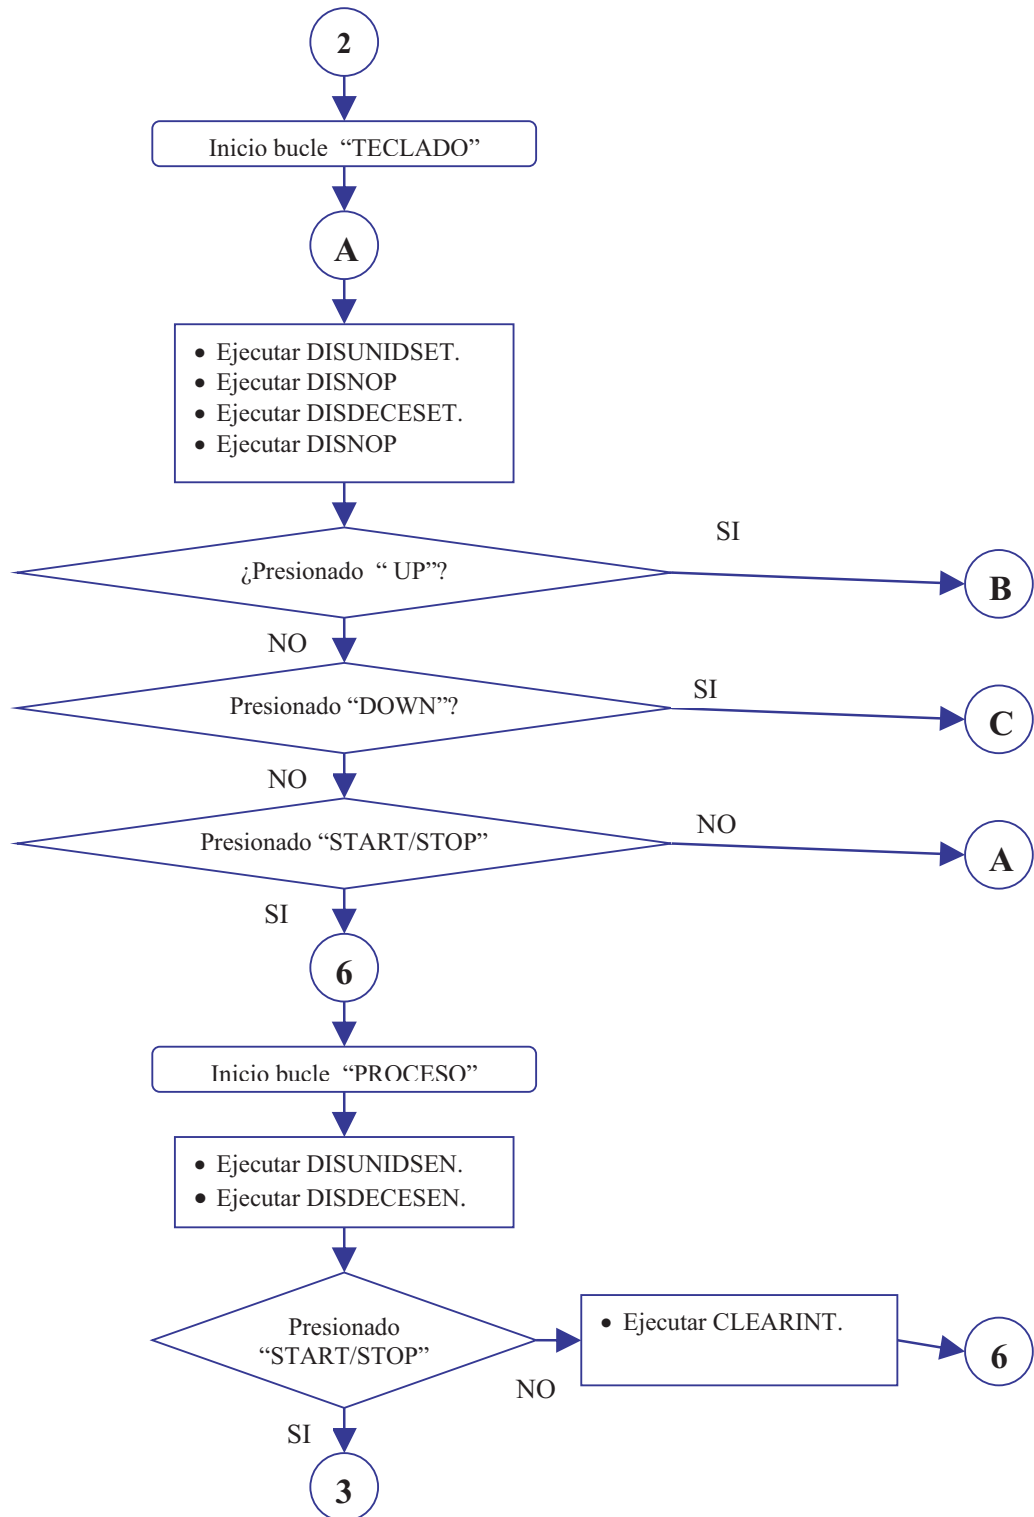 2
Inicio bucle “TECLADO”
A
• Ejecutar DISUNIDSET.
• Ejecutar DISNOP
• Ejecutar DISDECESET.
• Ejecutar DISNOP
SI
¿Presionado “ UP”?
B
NO
SI
Presionado “DOWN”?
C
NO
NO
Presionado “START/STOP”
A
SI
6
Inicio bucle “PROCESO”
• Ejecutar DISUNIDSEN.
• Ejecutar DISDECESEN.
Presionado
“START/STOP”
• Ejecutar CLEARINT.
6
NO
SI
3